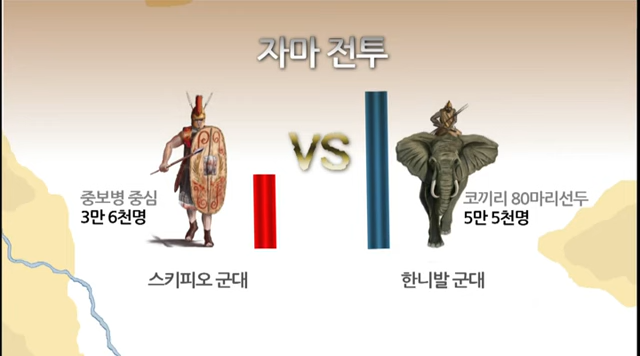 자마 전투
VS
중보병 중심
3만 6천명
코끼리 80마리선두
5만 5천명
스키피오 군대
한니발 군대